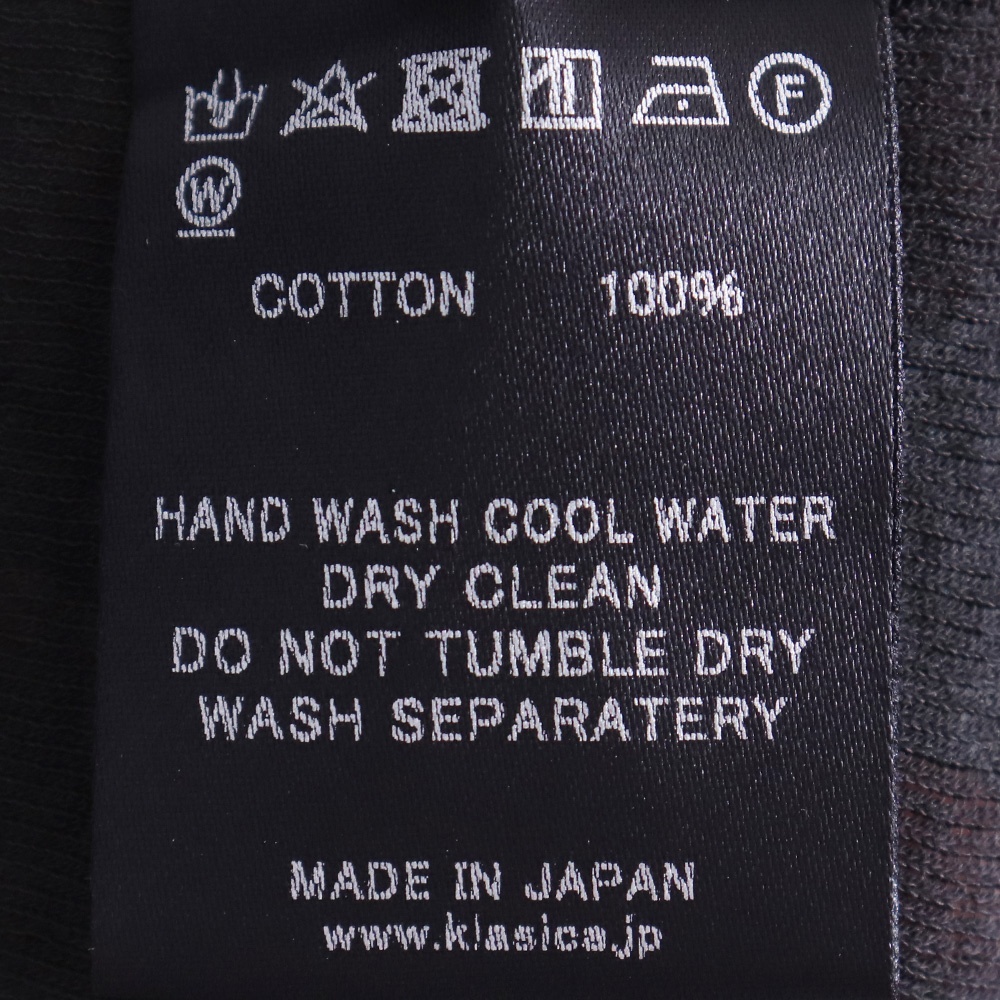 F
W
COTTON 100%
HAND WASH COOL WATER
DRY CLEAN
DO NOT TUMBLE DRY
WASH SEPARATERY
MADE IN JAPAN
www.klasica.jp